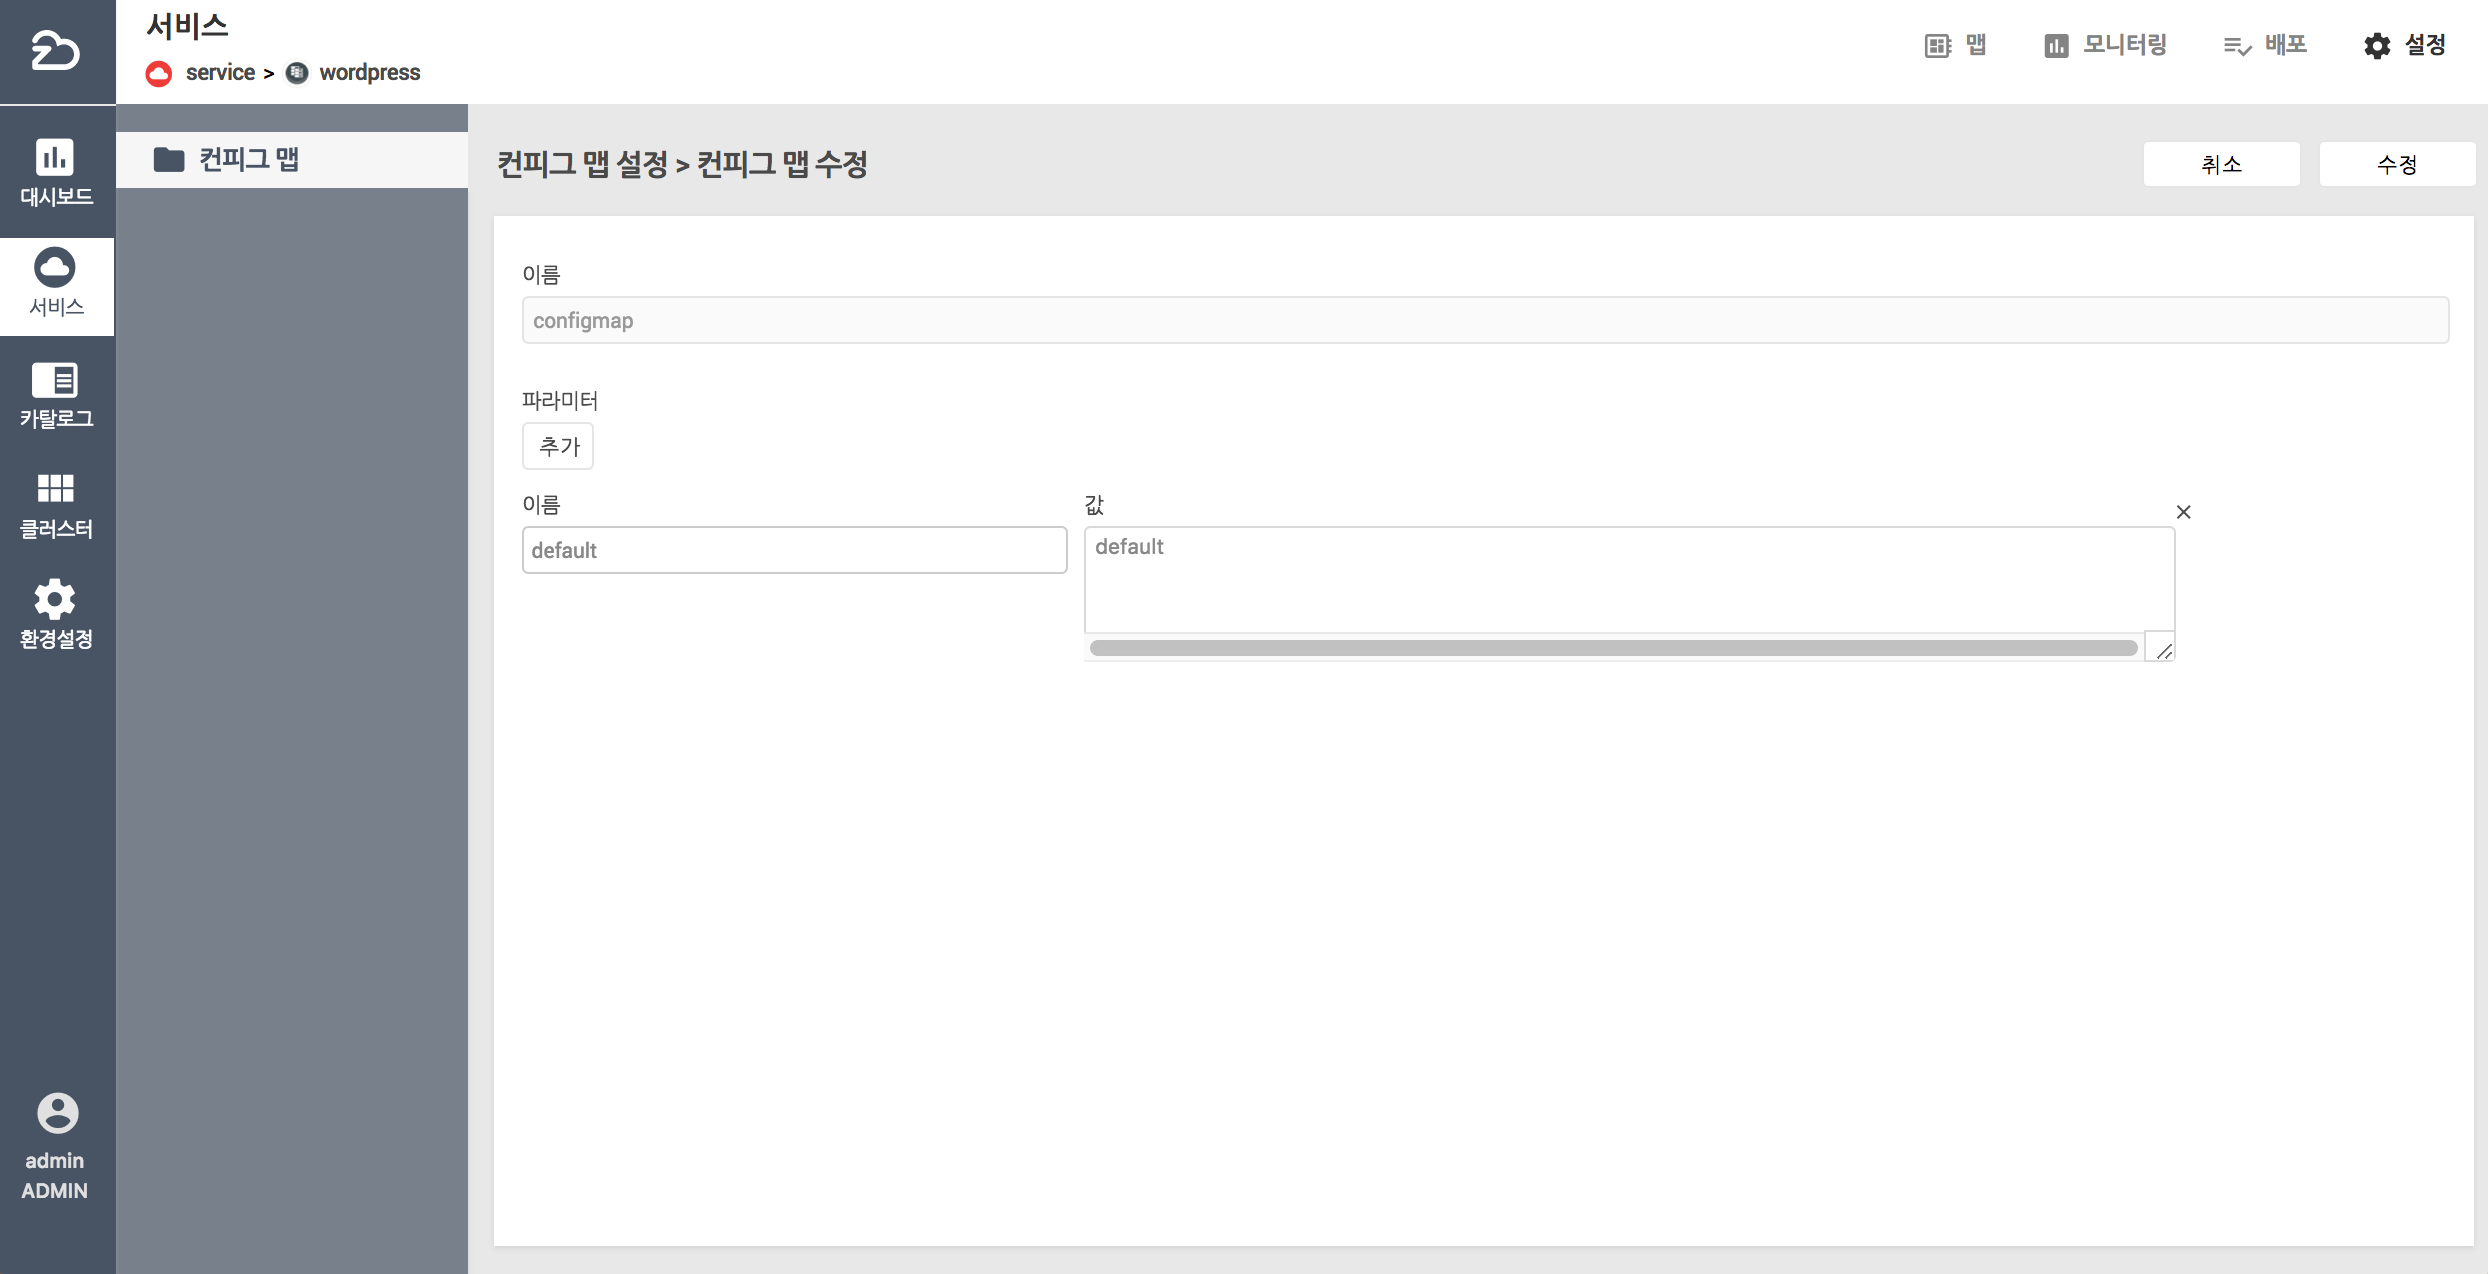 서비스
service > wordpress
맵
모니터링
배포
설정
대시보드
서비스
카탈로그
클러스터
환경설정
admin
ADMIN
컨피그 맵
컨피그 맵 설정 > 컨피그 맵 수정
취소
수정
이름
configmap
파라미터
추가
이름
값
default
default